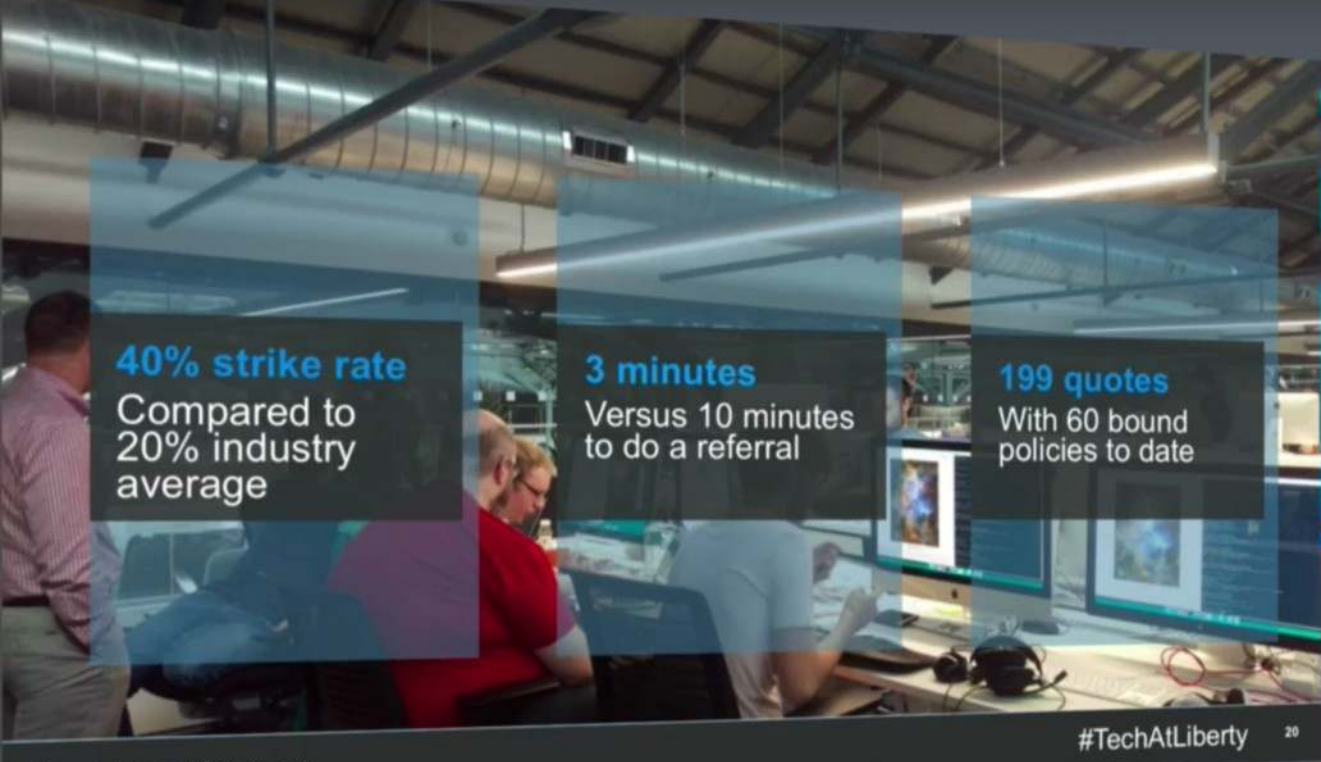 40% strike rate
Compared to
20% industry
average
3 minutes
Versus 10 minutes
to do a referral
199 quotes
With 60 bound
policies to date
#TechAtLiberty
20